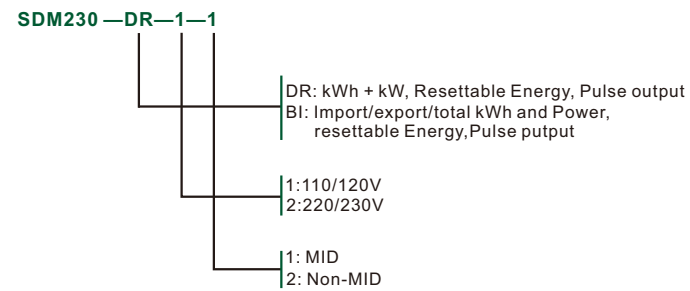 SDM230 —DR—1—1
DR: kWh + kW, Resettable Energy, Pulse output
BI: Import/export/total kWh and Power,
resettable Energy,Pulse putput
1:110/120V
2:220/230V
1: MID
2: Non-MID